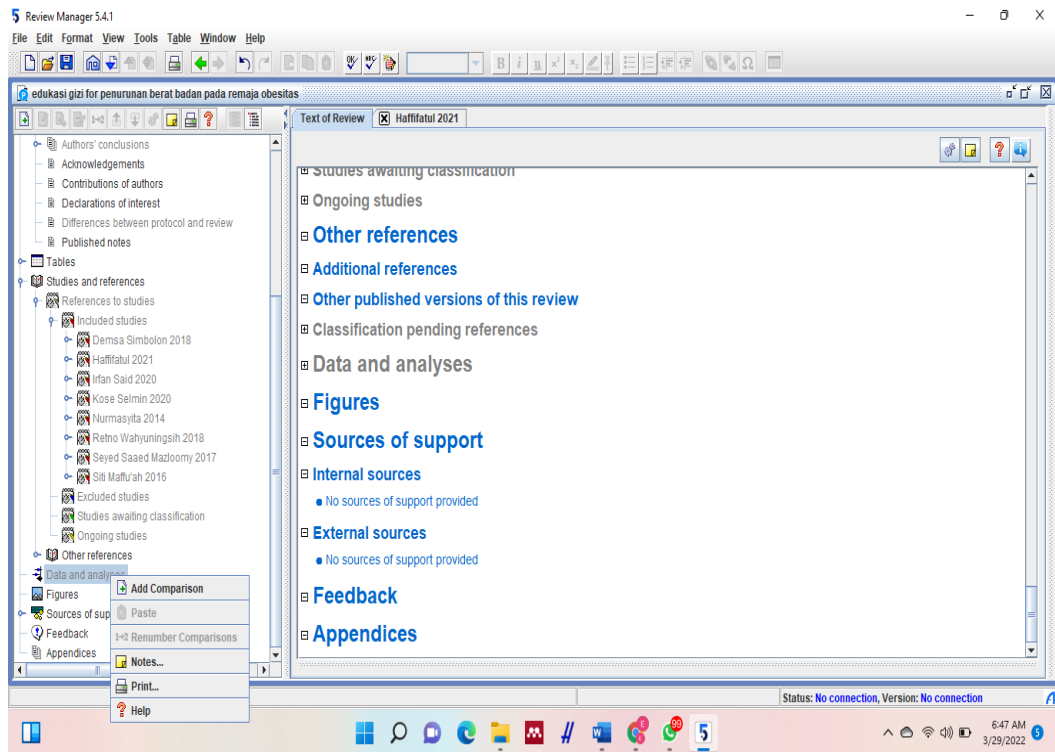 Review Manager 5.4.1
File Edit Format View Tools Table Window Help
edukasi gizi for penurunan berat badan pada remaja obesitas
Authors' conclusions
Acknowledgements
Contributions of authors
Declarations of interest
Differences between protocol and review
Published notes
Tables
Studies and references
References to studies
Included studies
Demsa Simbolon 2018
Haffifatul 2021
Irfan Said 2020
Kose Selmin 2020
Nurmasyita 2014
Retno Wahyuningsih 2018
Seyed Saaed Mazloomy 2017
Siti Maffu'ah 2016
Excluded studies
Studies awaiting classification
Ongoing studies
Other references
Data and analyses
Figures
Sources of sup
Feedback
Appendices
Add Comparison
Paste
Renumber Comparisons
Notes...
Print...
Help
Text of Review Haffifatul 2021
Studies awaiting classification
Ongoing studies
Other references
Additional references
Other published versions of this review
Classification pending references
Data and analyses
Figures
Sources of support
Internal sources
No sources of support provided
External sources
No sources of support provided
Feedback
Appendices
Status: No connection, Version: No connection
6:47 AM
3/29/2022